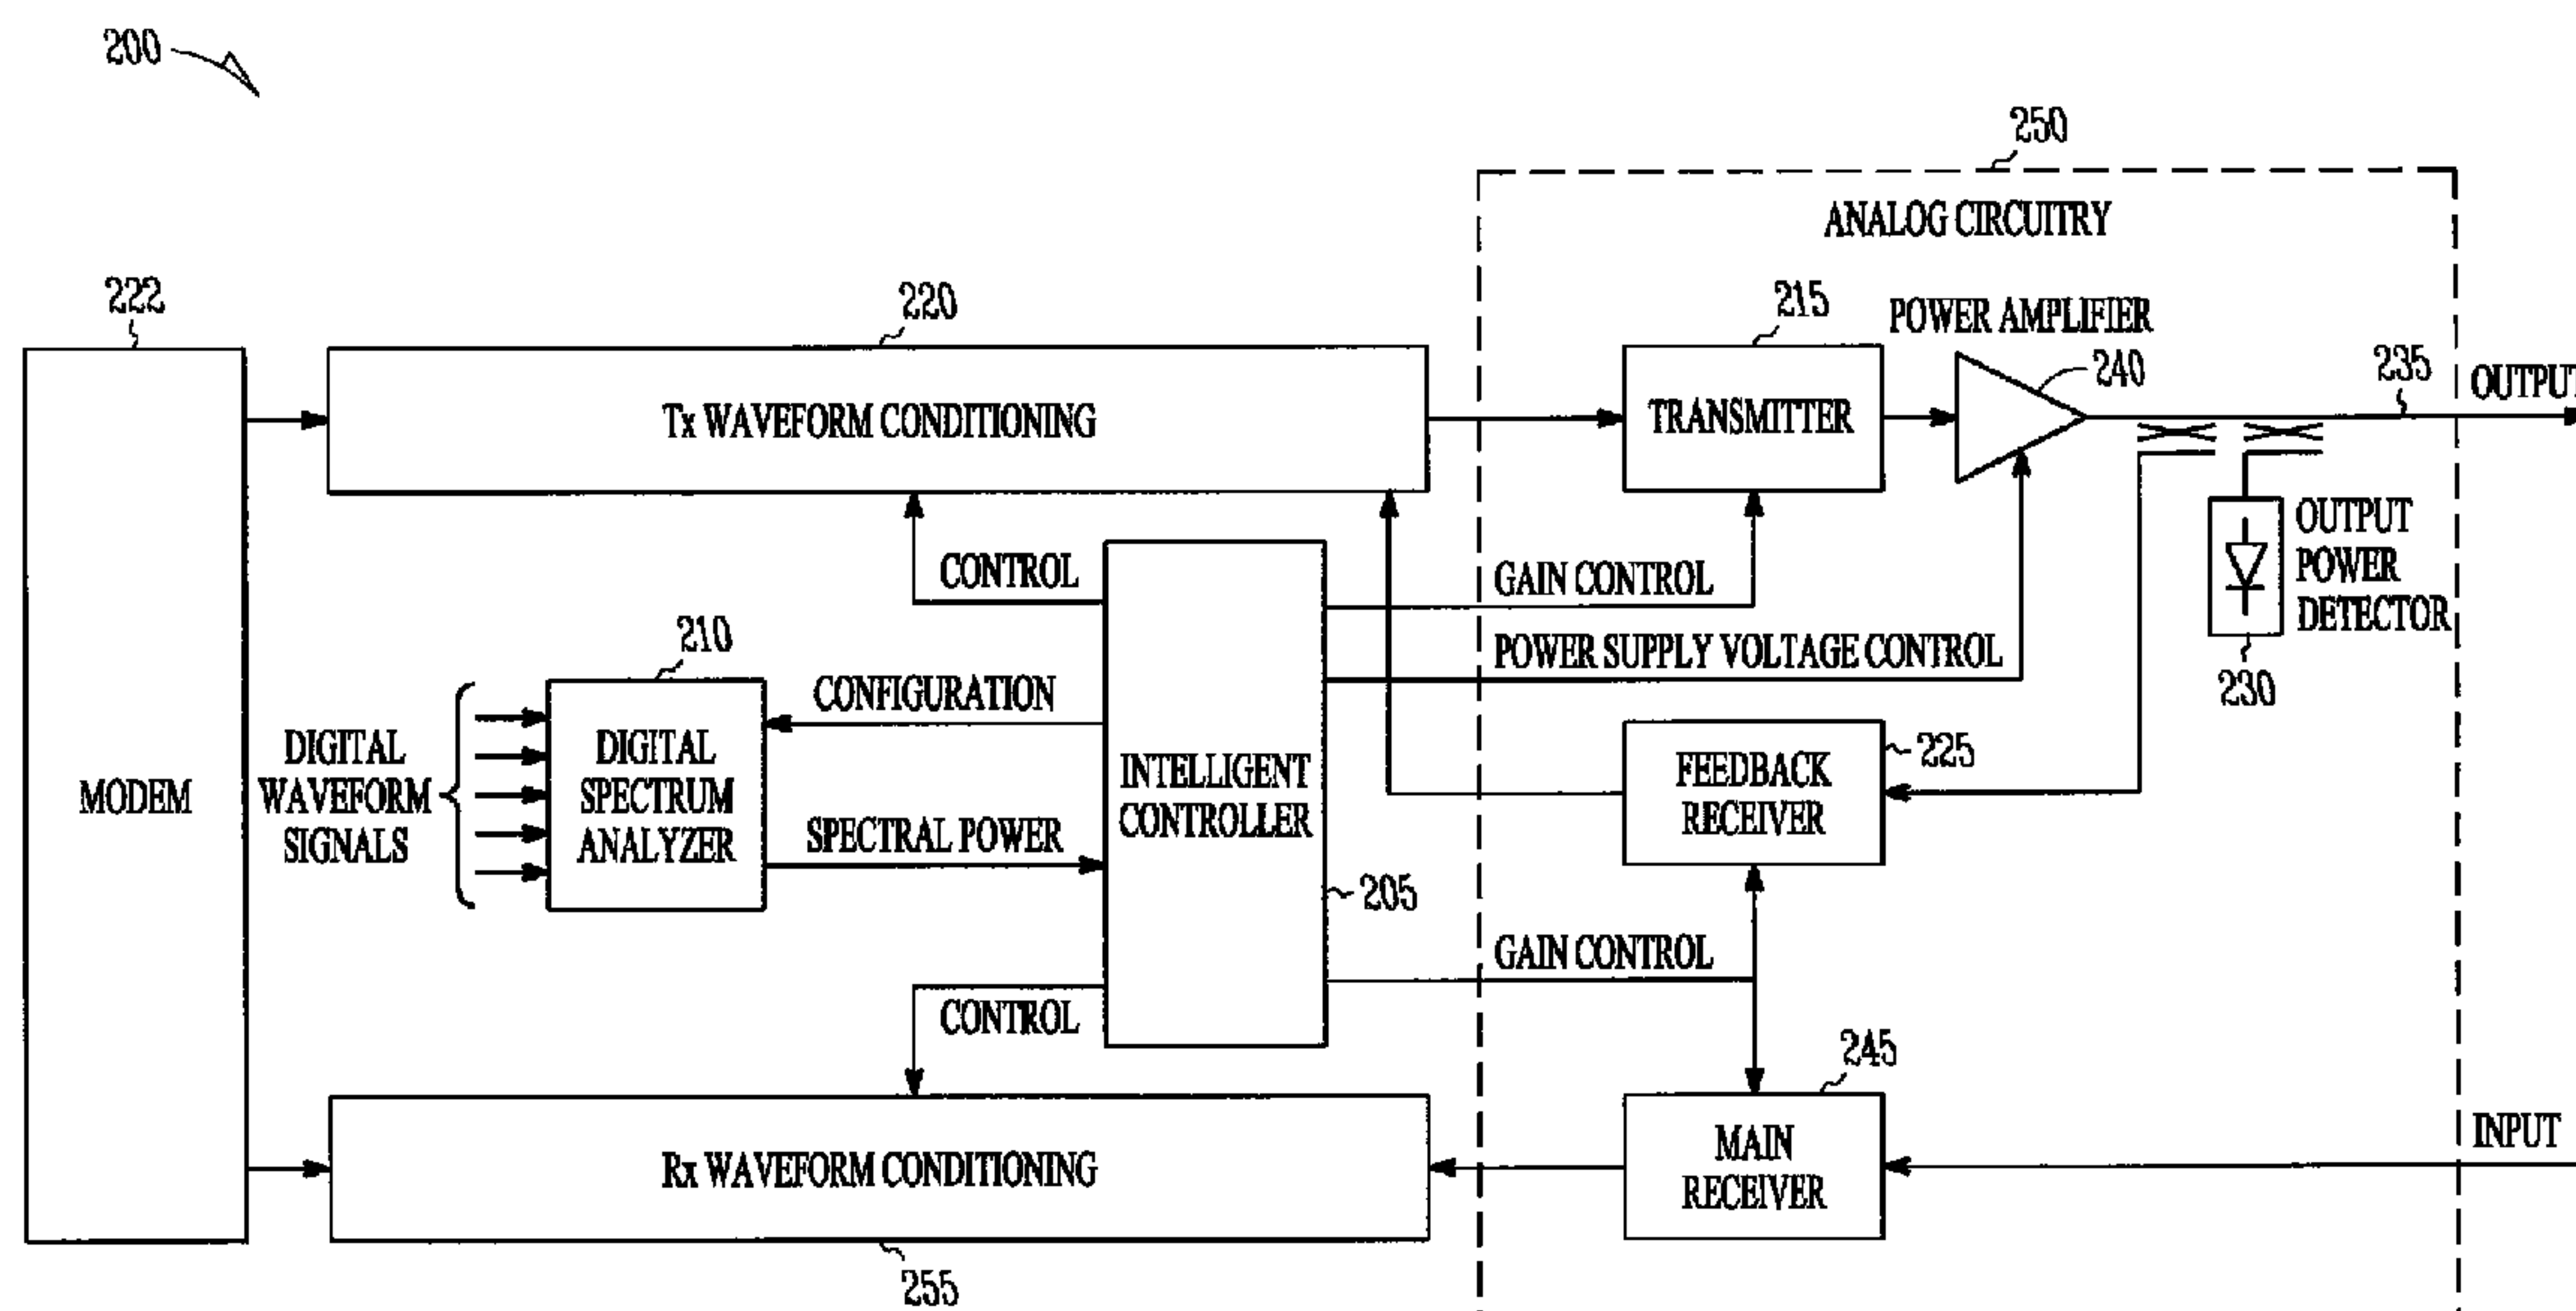 200
250
ANALOG CIRCUITRY
222
220
215
POWER AMPLIFIER
240
235
OUTPUT
Tx WAVEFORM CONDITIONING
TRANSMITTER
CONTROL
GAIN CONTROL
OUTPUT
POWER
DETECTOR
230
210
CONFIGURATION
POWER SUPPLY VOLTAGE CONTROL
MODEM
DIGITAL
WAVEFORM
SIGNALS
DIGITAL
SPECTRUM
ANALYZER
SPECTRAL POWER
INTELLIGENT
CONTROLLER
205
FEEDBACK
RECEIVER
225
GAIN CONTROL
CONTROL
245
MAIN
RECEIVER
INPUT
Rx WAVEFORM CONDITIONING
255